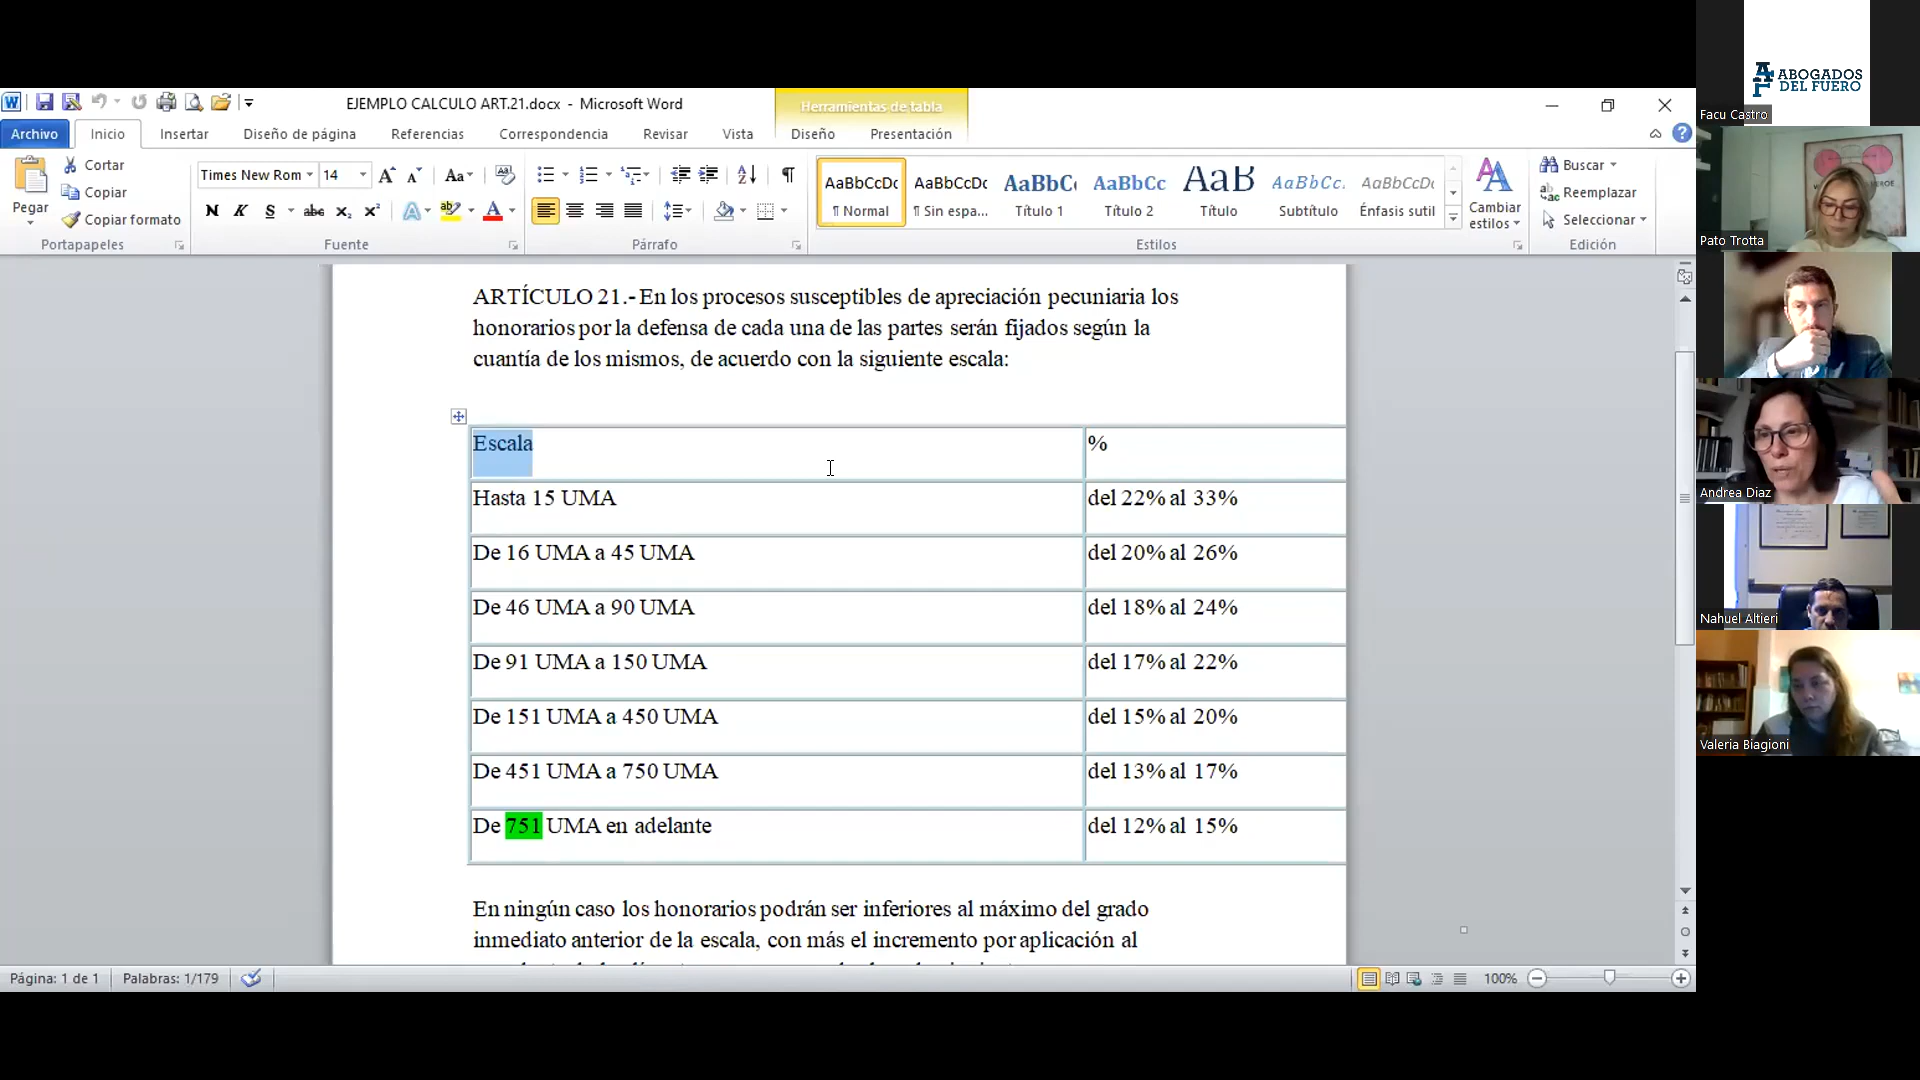 EJEMPLO CALCULO ART.21.docx - Microsoft Word
Herramientas de tabla
Archivo Inicio Insertar Diseño de página Referencias Correspondencia Revisar Vista Diseño Presentación
Pegar
Cortar
Copiar
Copiar formato
Portapapeles
Times New Rom 14
N K S abc x₂ x²
Fuente
Párrafo
AaBbCcDc AaBbCcDc AaBbC( AaBbCc AaB AaBbCc. AaBbCcDc
¶ Normal ¶ Sin espa... Título 1 Título 2 Título Subtítulo Énfasis sutil
Estilos
Cambiar estilos
Buscar
Reemplazar
Seleccionar
Edición
ARTÍCULO 21.- En los procesos susceptibles de apreciación pecuniaria los
honorarios por la defensa de cada una de las partes serán fijados según la
cuantía de los mismos, de acuerdo con la siguiente escala:
Escala %
Hasta 15 UMA del 22% al 33%
De 16 UMA a 45 UMA del 20% al 26%
De 46 UMA a 90 UMA del 18% al 24%
De 91 UMA a 150 UMA del 17% al 22%
De 151 UMA a 450 UMA del 15% al 20%
De 451 UMA a 750 UMA del 13% al 17%
De 751 UMA en adelante del 12% al 15%
En ningún caso los honorarios podrán ser inferiores al máximo del grado
inmediato anterior de la escala, con más el incremento por aplicación al
Página: 1 de 1 Palabras: 1/179 100%
ABOGADOS
DEL FUERO
Facu Castro
Pato Trotta
Andrea Diaz
Nahuel Altieri
Valeria Biagioni